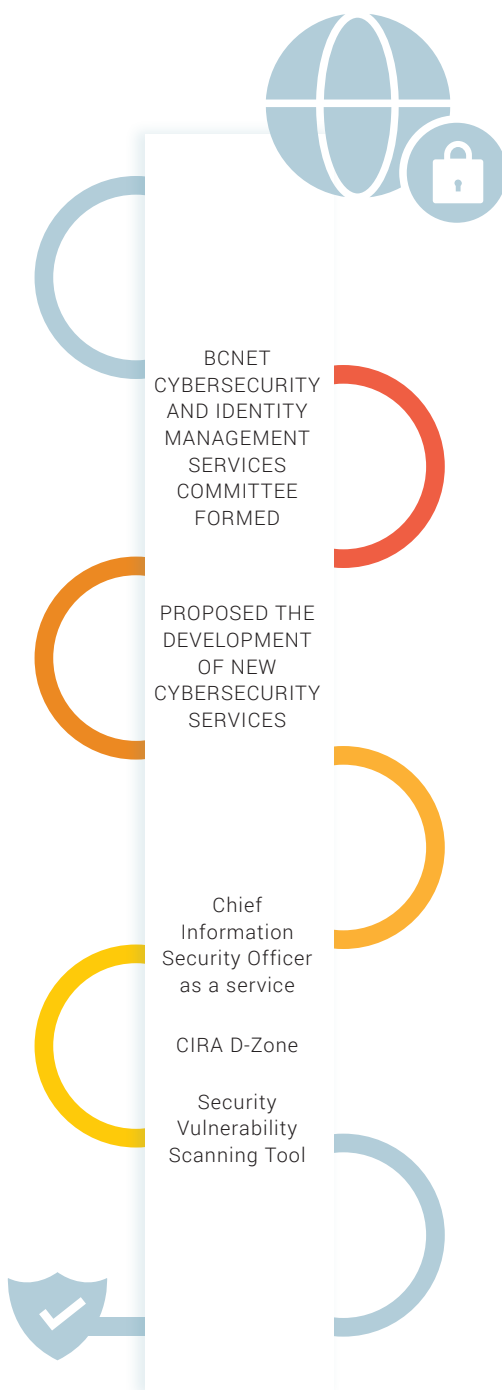 BCNET
CYBERSECURITY
AND IDENTITY
MANAGEMENT
SERVICES
COMMITTEE
FORMED
PROPOSED THE
DEVELOPMENT
OF NEW
CYBERSECURITY
SERVICES
Chief
Information
Security Officer
as a service
CIRA D-Zone
Security
Vulnerability
Scanning Tool